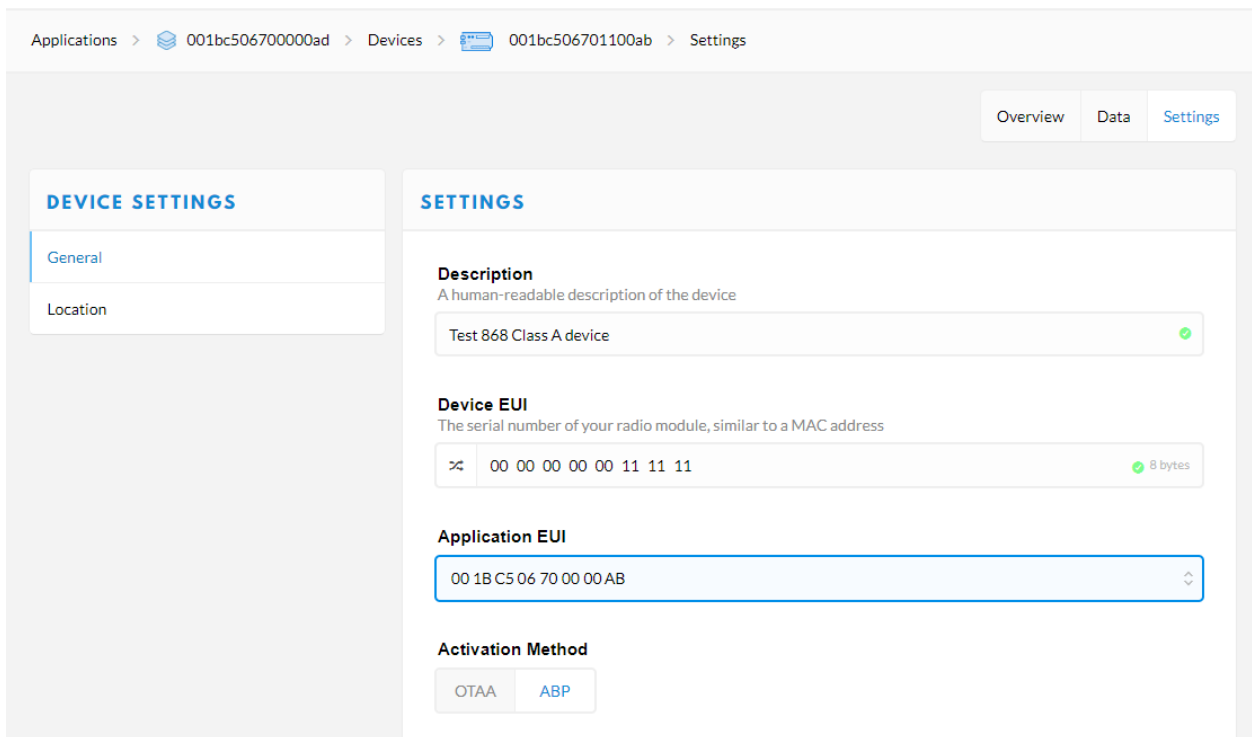 Applications > 001bc506700000ad > Devices > 001bc506701100ab > Settings
Overview Data Settings
DEVICE SETTINGS
General
Location
SETTINGS
Description
A human-readable description of the device
Test 868 Class A device
Device EUI
The serial number of your radio module, similar to a MAC address
00 00 00 00 00 11 11 11 8 bytes
Application EUI
00 1B C5 06 70 00 00 AB
Activation Method
OTAA ABP